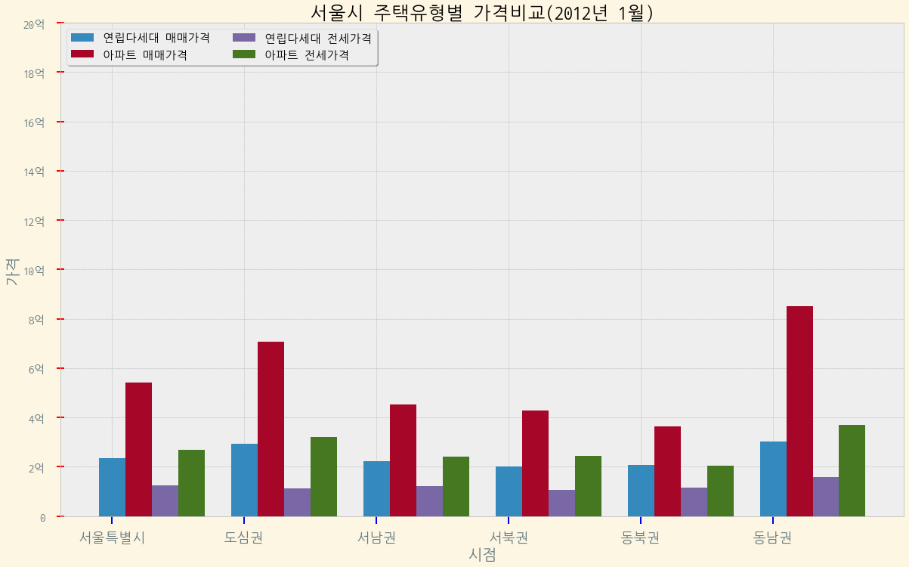 서울시 주택유형별 가격비교(2012년 1월)
연립다세대 매매가격
아파트 매매가격
연립다세대 전세가격
아파트 전세가격
가격
20억
18억
16억
14억
12억
10억
8억
6억
4억
2억
0
서울특별시
도심권
서남권
서북권
동북권
동남권
시점